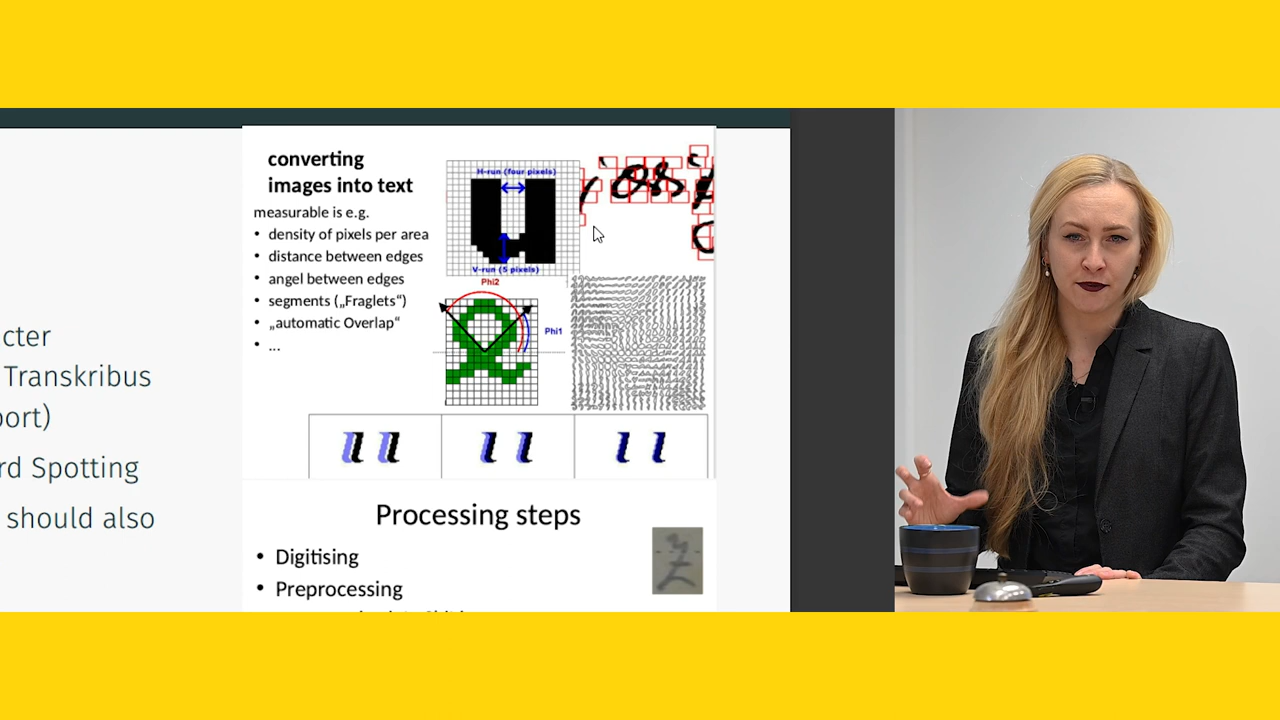 cter
Transkribus
port)
rd Spotting
should also
converting
images into text
measurable is e.g.
• density of pixels per area
• distance between edges
• angel between edges
• segments („Fraglets“)
• „automatic Overlap“
• ...
H-run (four pixels)
V-run (5 pixels)
Phi2
Phi1
Processing steps
• Digitising
• Preprocessing